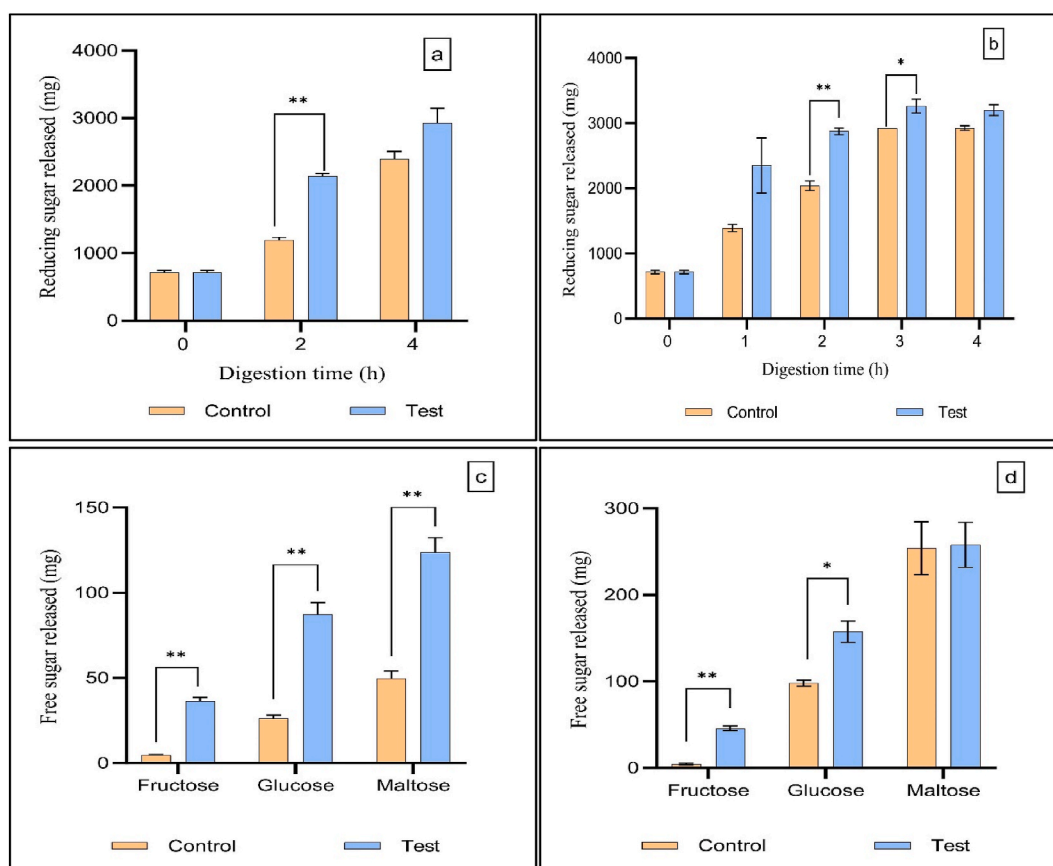 a
4000
3000
2000
1000
0
Reducing sugar released (mg)
**
0 2 4
Digestion time (h)
Control Test
b
4000
3000
2000
1000
0
Reducing sugar released (mg)
**
*
0 1 2 3 4
Digestion time (h)
Control Test
c
150
100
50
0
Free sugar released (mg)
**
**
**
Fructose Glucose Maltose
Control Test
d
300
200
100
0
Free sugar released (mg)
**
*
Fructose Glucose Maltose
Control Test